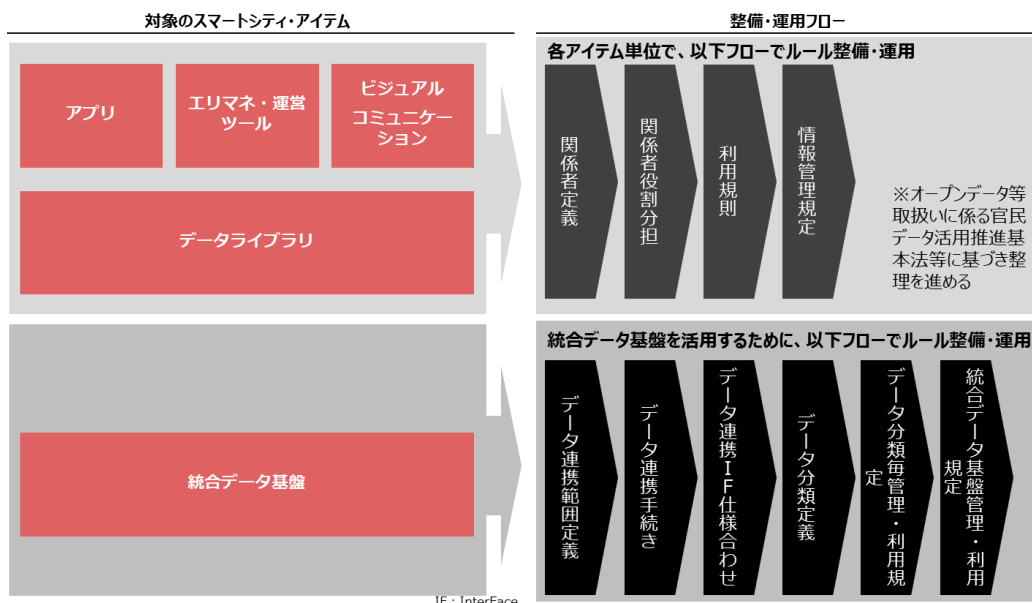 対象のスマートシティ・アイテム
整備・運用フロー
アプリ
エリマネ・運営
ツール
ビジュアル
コミュニケー
ション
データライブラリ
各アイテム単位で、以下フローでルール整備・運用
関係者定義
関係者役割分担
利用規則
情報管理規定
※オープンデータ等
取扱いに係る官民
データ活用推進基
本法等に基づき整
理を進める
統合データ基盤
統合データ基盤を活用するために、以下フローでルール整備・運用
データ連携範囲定義
データ連携手続き
データ連携IF仕様合わせ
データ分類定義
データ分類毎管理・利用規
定
統合データ基盤管理・利用
規定
IF：InterFace